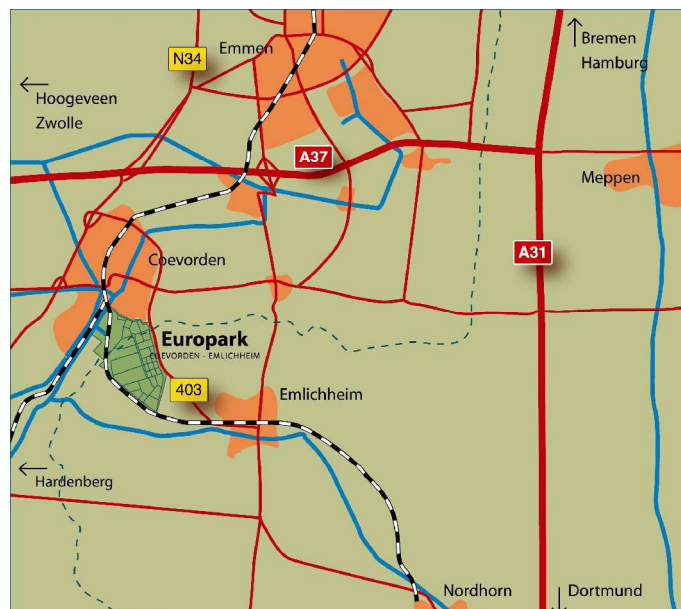 Emmen
N34
Bremen
Hamburg
Hoogeveen
Zwolle
A37
Meppen
Coevorden
A31
Europark
COEVORDEN - EMLICHHEIM
403
Emlichheim
Hardenberg
Nordhorn
Dortmund